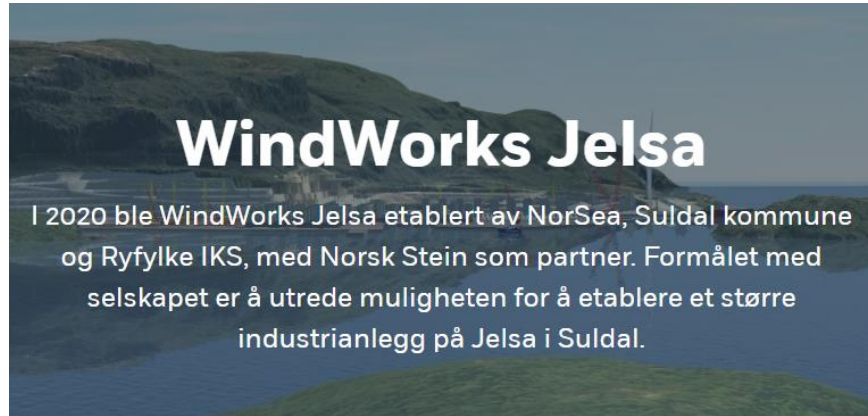 WindWorks Jelsa
I 2020 ble WindWorks Jelsa etablert av NorSea, Suldal kommune
og Ryfylke IKS, med Norsk Stein som partner. Formålet med
selskapet er å utrede muligheten for å etablere et større
industrianlegg på Jelsa i Suldal.